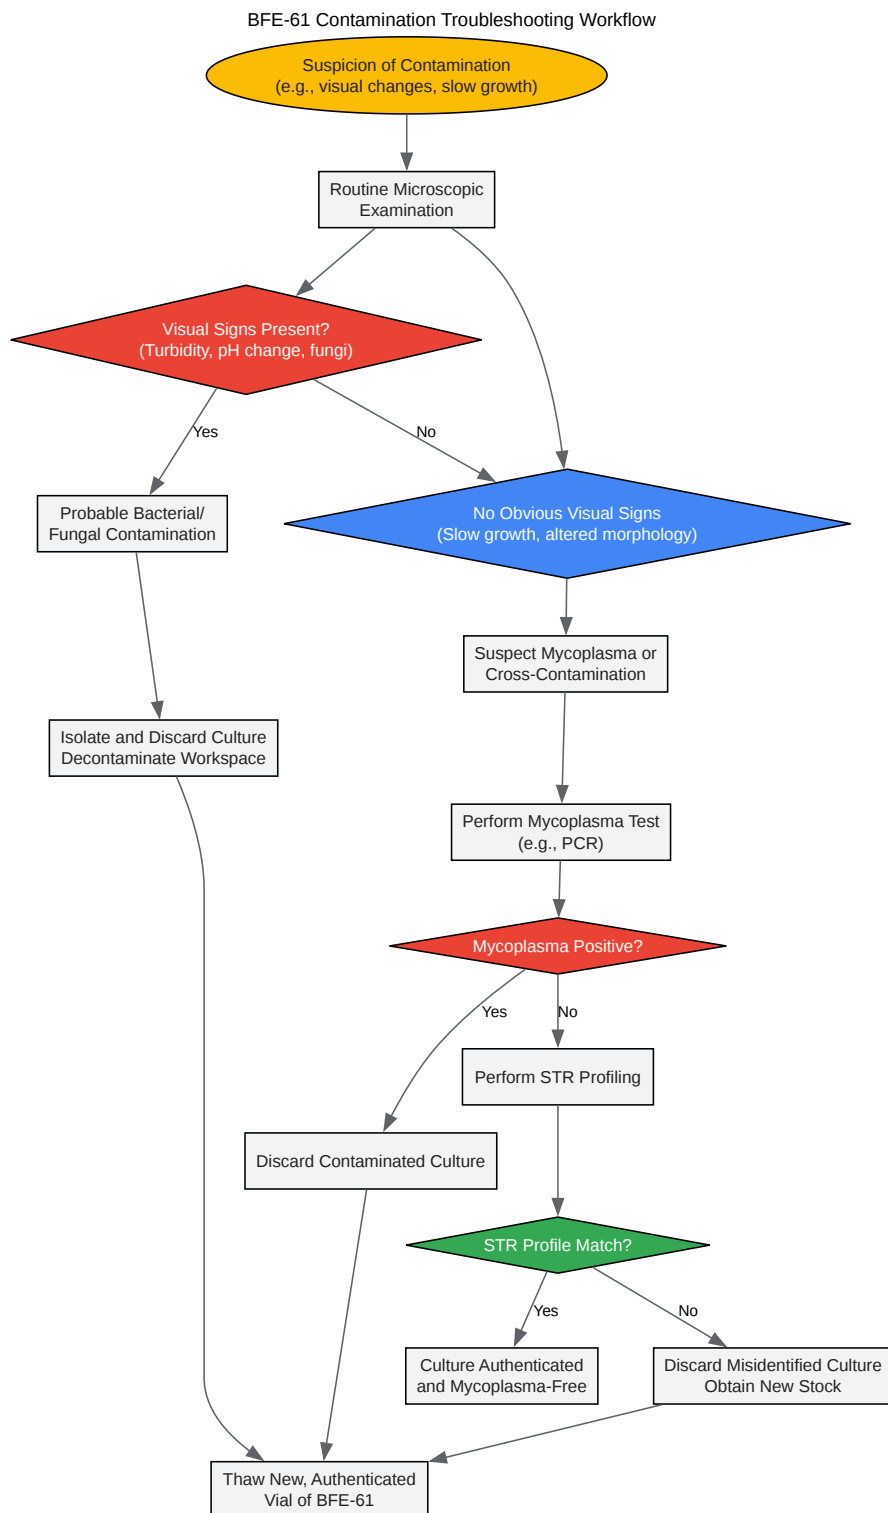 BFE-61 Contamination Troubleshooting Workflow
Suspicion of Contamination
(e.g., visual changes, slow growth)
Routine Microscopic
Examination
Visual Signs Present?
(Turbidity, pH change, fungi)
Yes
No
Probable Bacterial/
Fungal Contamination
No Obvious Visual Signs
(Slow growth, altered morphology)
Suspect Mycoplasma or
Cross-Contamination
Isolate and Discard Culture
Decontaminate Workspace
Perform Mycoplasma Test
(e.g., PCR)
Mycoplasma Positive?
Yes
No
Perform STR Profiling
Discard Contaminated Culture
STR Profile Match?
Yes
No
Culture Authenticated
and Mycoplasma-Free
Discard Misidentified Culture
Obtain New Stock
Thaw New, Authenticated
Vial of BFE-61